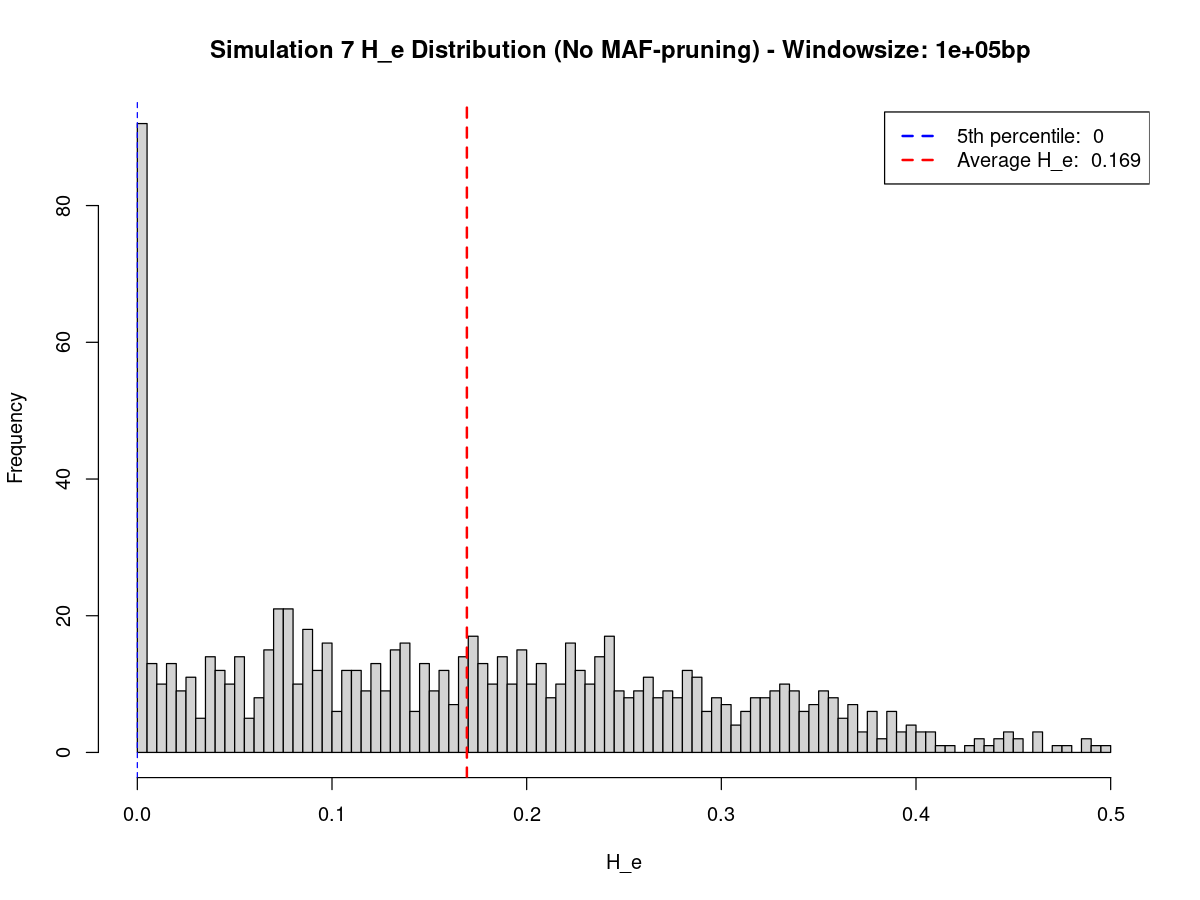 Simulation 7 H_e Distribution (No MAF-pruning) - Windowsize: 1e+05bp
5th percentile:  0
Average H_e:  0.169
Frequency
80
60
40
20
0
0.0 0.1 0.2 0.3 0.4 0.5
H_e